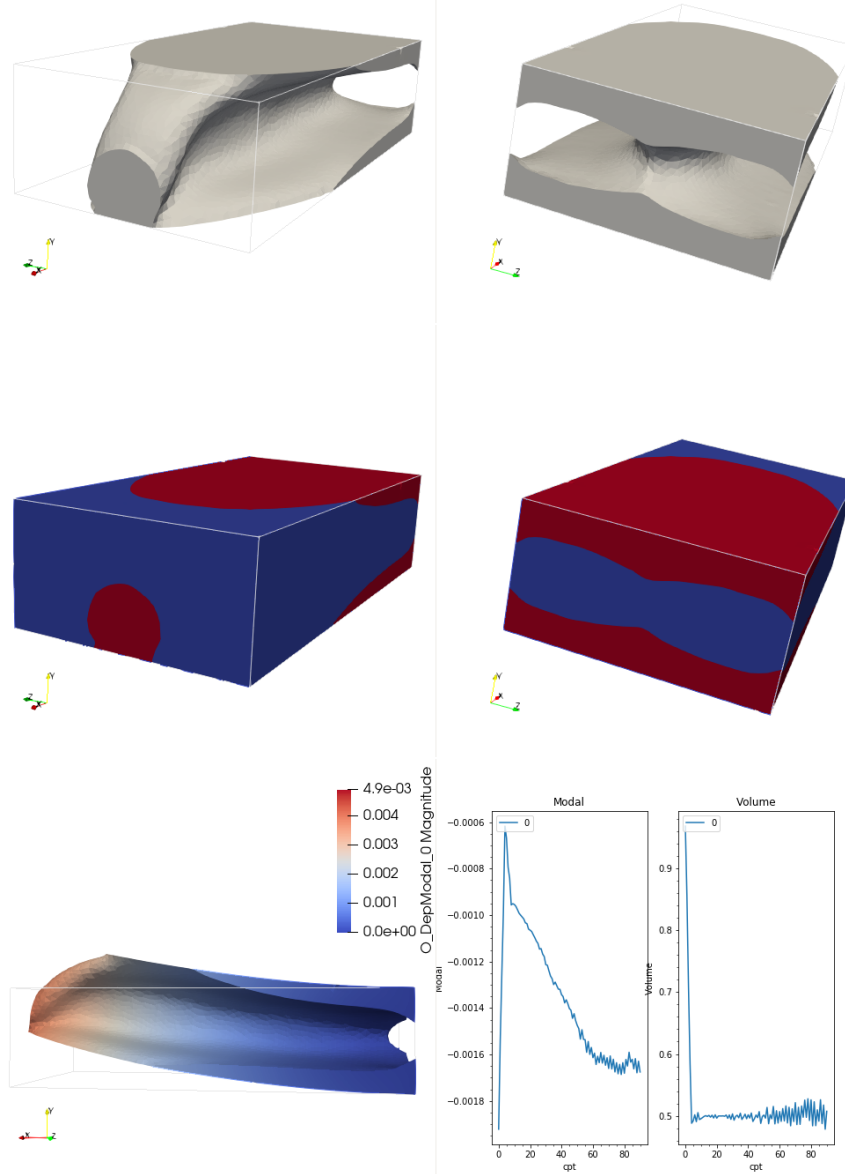 Y
Z
X
Y
X
Z
Y
Z
X
Y
X
Z
4.9e-03
0.004
0.003
0.002
0.001
0.0e+00
O_DepModal_0 Magnitude
Y
X
Z
Modal
0
−0.0006
−0.0008
−0.0010
−0.0012
−0.0014
−0.0016
−0.0018
Modal
0 20 40 60 80
cpt
Volume
0
0.9
0.8
0.7
0.6
0.5
Volume
0 20 40 60 80
cpt